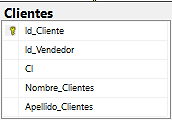 Clientes
Id_Cliente
Id_Vendedor
CI
Nombre_Clientes
Apellido_Clientes